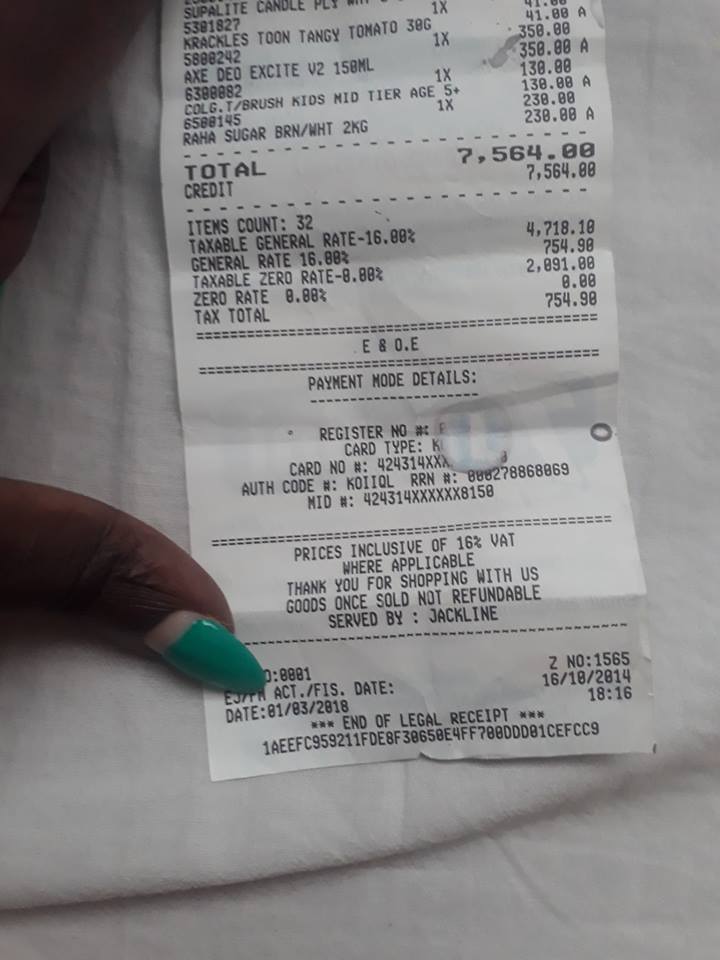 SUPALITE CANDLE PLY
1X 41.00 A
5301827
KRACKLES TOON TANGY TOMATO 30G
1X 350.00
5800242 350.00 A
AXE DEO EXCITE V2 150ML
1X 130.00
6300082 130.00 A
COLG.T/BRUSH KIDS MID TIER AGE 5+
1X 230.00
6500145 230.00 A
RAHA SUGAR BRN/WHT 2KG
TOTAL 7,564.00
CREDIT 7,564.00
ITEMS COUNT: 32
TAXABLE GENERAL RATE-16.00% 4,718.10
GENERAL RATE 16.00% 754.90
TAXABLE ZERO RATE-0.00% 2,091.00
ZERO RATE 0.00% 0.00
TAX TOTAL 754.90
E & O.E
PAYMENT MODE DETAILS:
REGISTER NO #:
CARD TYPE:
CARD NO #: 424314XXX
AUTH CODE #: KOIIQL RRN #: 000278868069
MID #: 424314XXXXXX8150
PRICES INCLUSIVE OF 16% VAT
WHERE APPLICABLE
THANK YOU FOR SHOPPING WITH US
GOODS ONCE SOLD NOT REFUNDABLE
SERVED BY : JACKLINE
:0001 Z NO:1565
ACT./FIS. DATE: 16/10/2014
DATE:01/03/2018 18:16
*** END OF LEGAL RECEIPT ***
1AEEFC959211FDE8F30650E4FF700DDD01CEFCC9